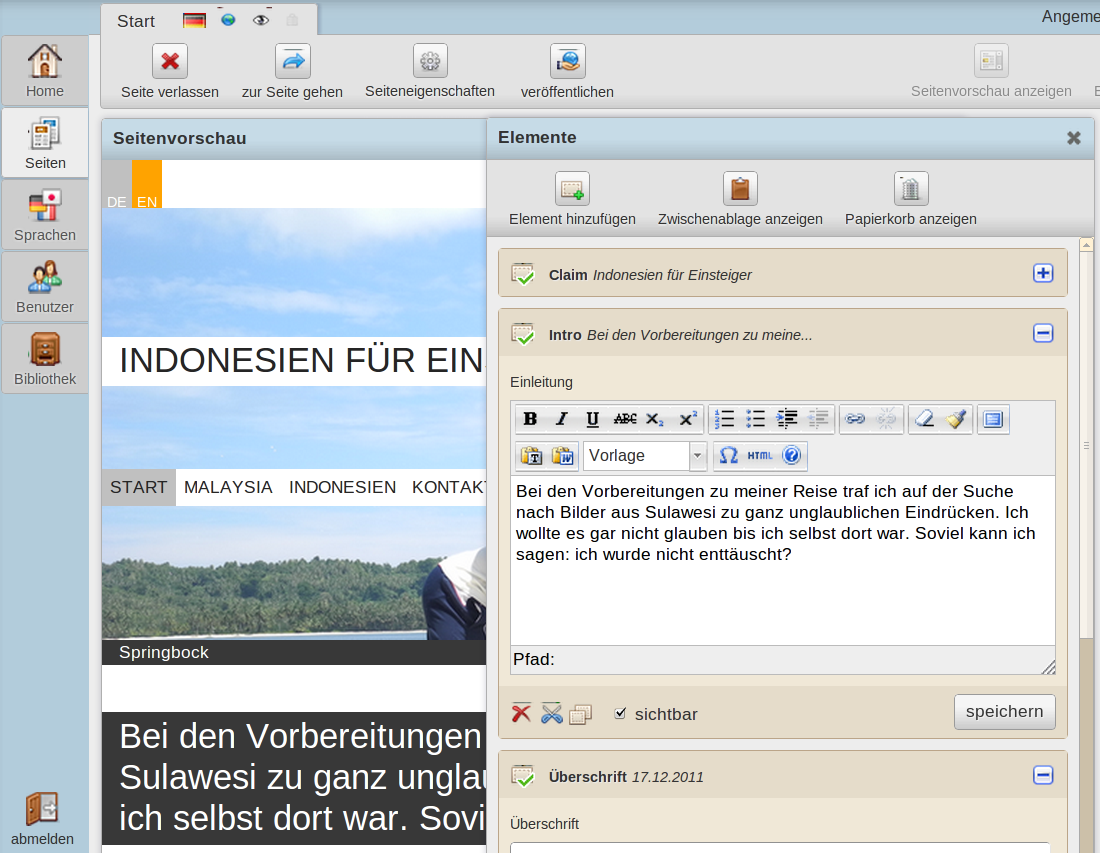 Start
Angeme
Home
Seiten
Sprachen
Benutzer
Bibliothek
abmelden
Seite verlassen
zur Seite gehen
Seiteneigenschaften
veröffentlichen
Seitenvorschau anzeigen
Seitenvorschau
DE EN
INDONESIEN FÜR EIN
START MALAYSIA INDONESIEN KONTAKT
Springbock
Bei den Vorbereitungen
Sulawesi zu ganz unglau
ich selbst dort war. Sovi
Elemente
Element hinzufügen
Zwischenablage anzeigen
Papierkorb anzeigen
Claim Indonesien für Einsteiger
Intro Bei den Vorbereitungen zu meine...
Einleitung
B I U ABC X2 X2
Vorlage
Ω HTML ?
Bei den Vorbereitungen zu meiner Reise traf ich auf der Suche
nach Bilder aus Sulawesi zu ganz unglaublichen Eindrücken. Ich
wollte es gar nicht glauben bis ich selbst dort war. Soviel kann ich
sagen: ich wurde nicht enttäuscht?
Pfad:
sichtbar
speichern
Überschrift 17.12.2011
Überschrift